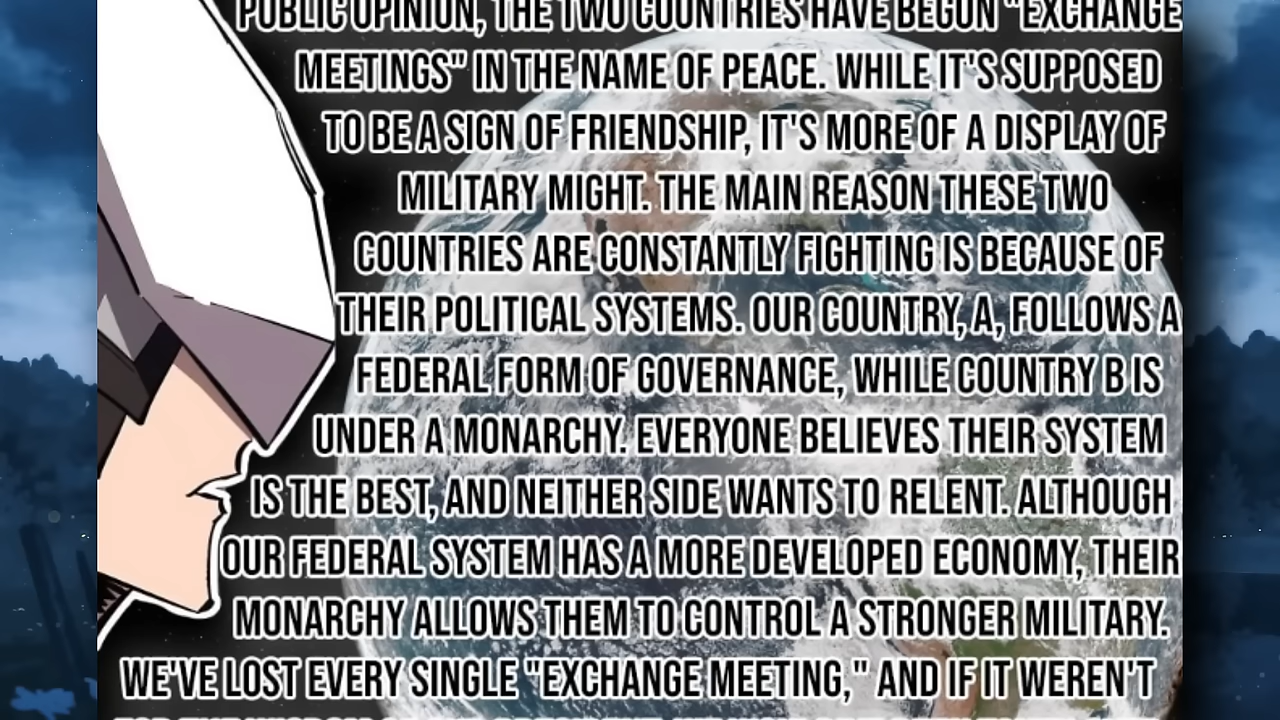 PUBLIC OPINION, THE TWO COUNTRIES HAVE BEGUN "EXCHANGE
MEETINGS" IN THE NAME OF PEACE. WHILE IT'S SUPPOSED
TO BE A SIGN OF FRIENDSHIP, IT'S MORE OF A DISPLAY OF
MILITARY MIGHT. THE MAIN REASON THESE TWO
COUNTRIES ARE CONSTANTLY FIGHTING IS BECAUSE OF
THEIR POLITICAL SYSTEMS. OUR COUNTRY, A, FOLLOWS A
FEDERAL FORM OF GOVERNANCE, WHILE COUNTRY B IS
UNDER A MONARCHY. EVERYONE BELIEVES THEIR SYSTEM
IS THE BEST, AND NEITHER SIDE WANTS TO RELENT. ALTHOUGH
OUR FEDERAL SYSTEM HAS A MORE DEVELOPED ECONOMY, THEIR
MONARCHY ALLOWS THEM TO CONTROL A STRONGER MILITARY.
WE'VE LOST EVERY SINGLE "EXCHANGE MEETING," AND IF IT WEREN'T